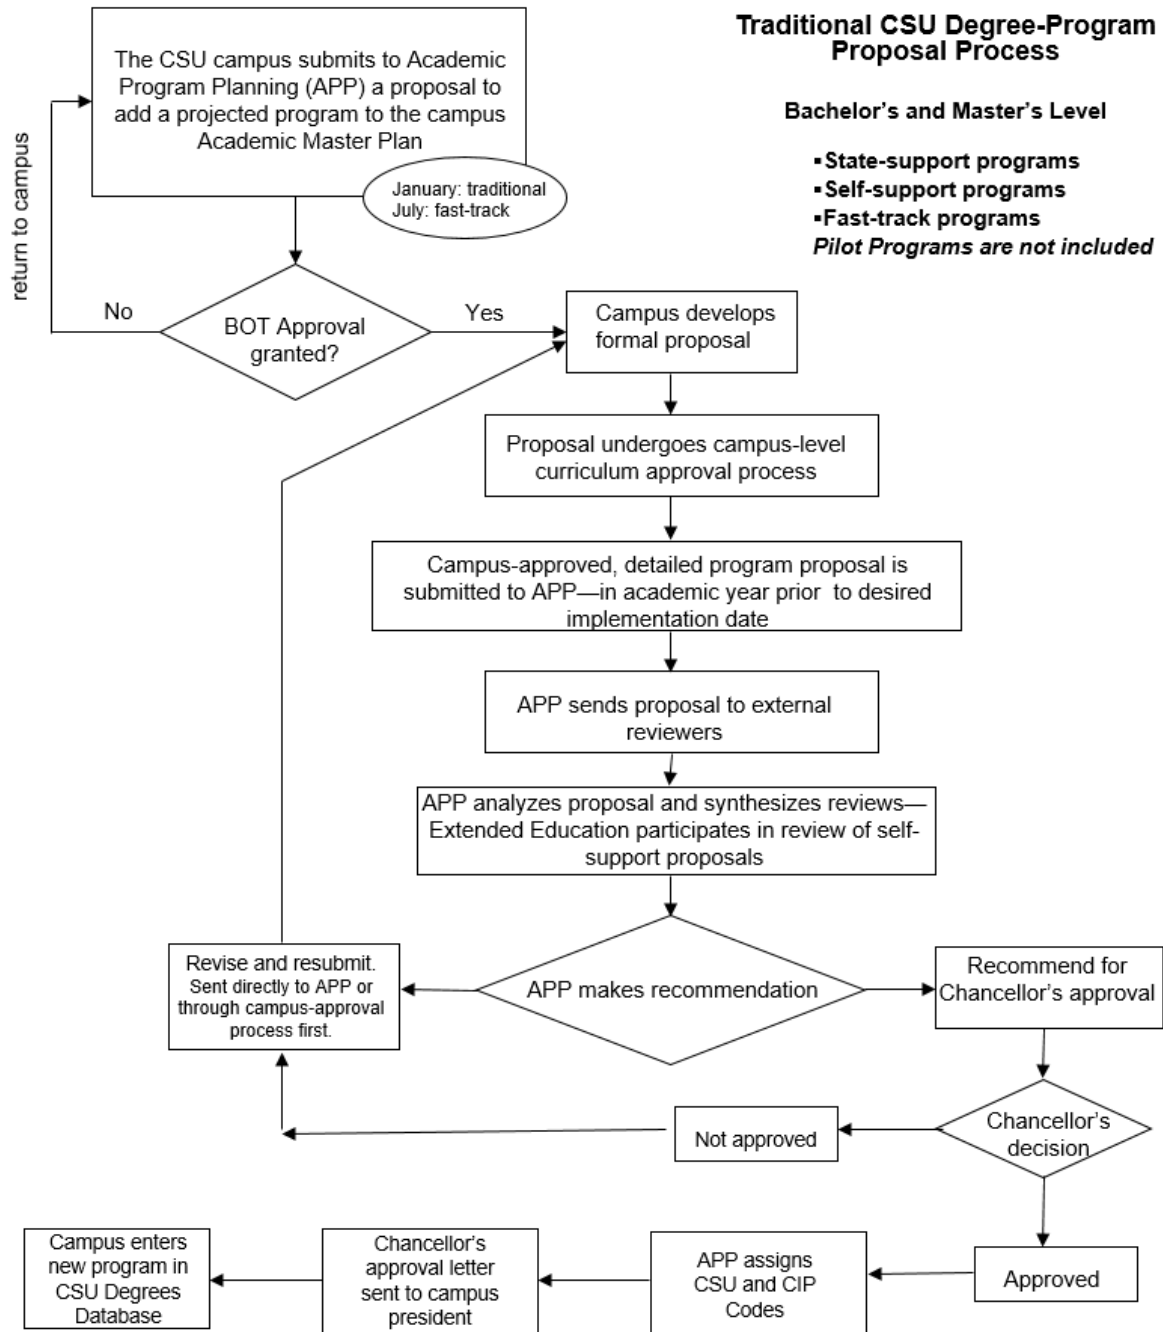 Traditional CSU Degree-Program
Proposal Process
Bachelor's and Master's Level
▪State-support programs
▪Self-support programs
▪Fast-track programs
Pilot Programs are not included
The CSU campus submits to Academic
Program Planning (APP) a proposal to
add a projected program to the campus
Academic Master Plan
January: traditional
July: fast-track
return to campus
No
BOT Approval
granted?
Yes
Campus develops
formal proposal
Proposal undergoes campus-level
curriculum approval process
Campus-approved, detailed program proposal is
submitted to APP—in academic year prior to desired
implementation date
APP sends proposal to external
reviewers
APP analyzes proposal and synthesizes reviews—
Extended Education participates in review of self-
support proposals
APP makes recommendation
Revise and resubmit.
Sent directly to APP or
through campus-approval
process first.
Recommend for
Chancellor's approval
Chancellor's
decision
Not approved
Approved
APP assigns
CSU and CIP
Codes
Chancellor's
approval letter
sent to campus
president
Campus enters
new program in
CSU Degrees
Database